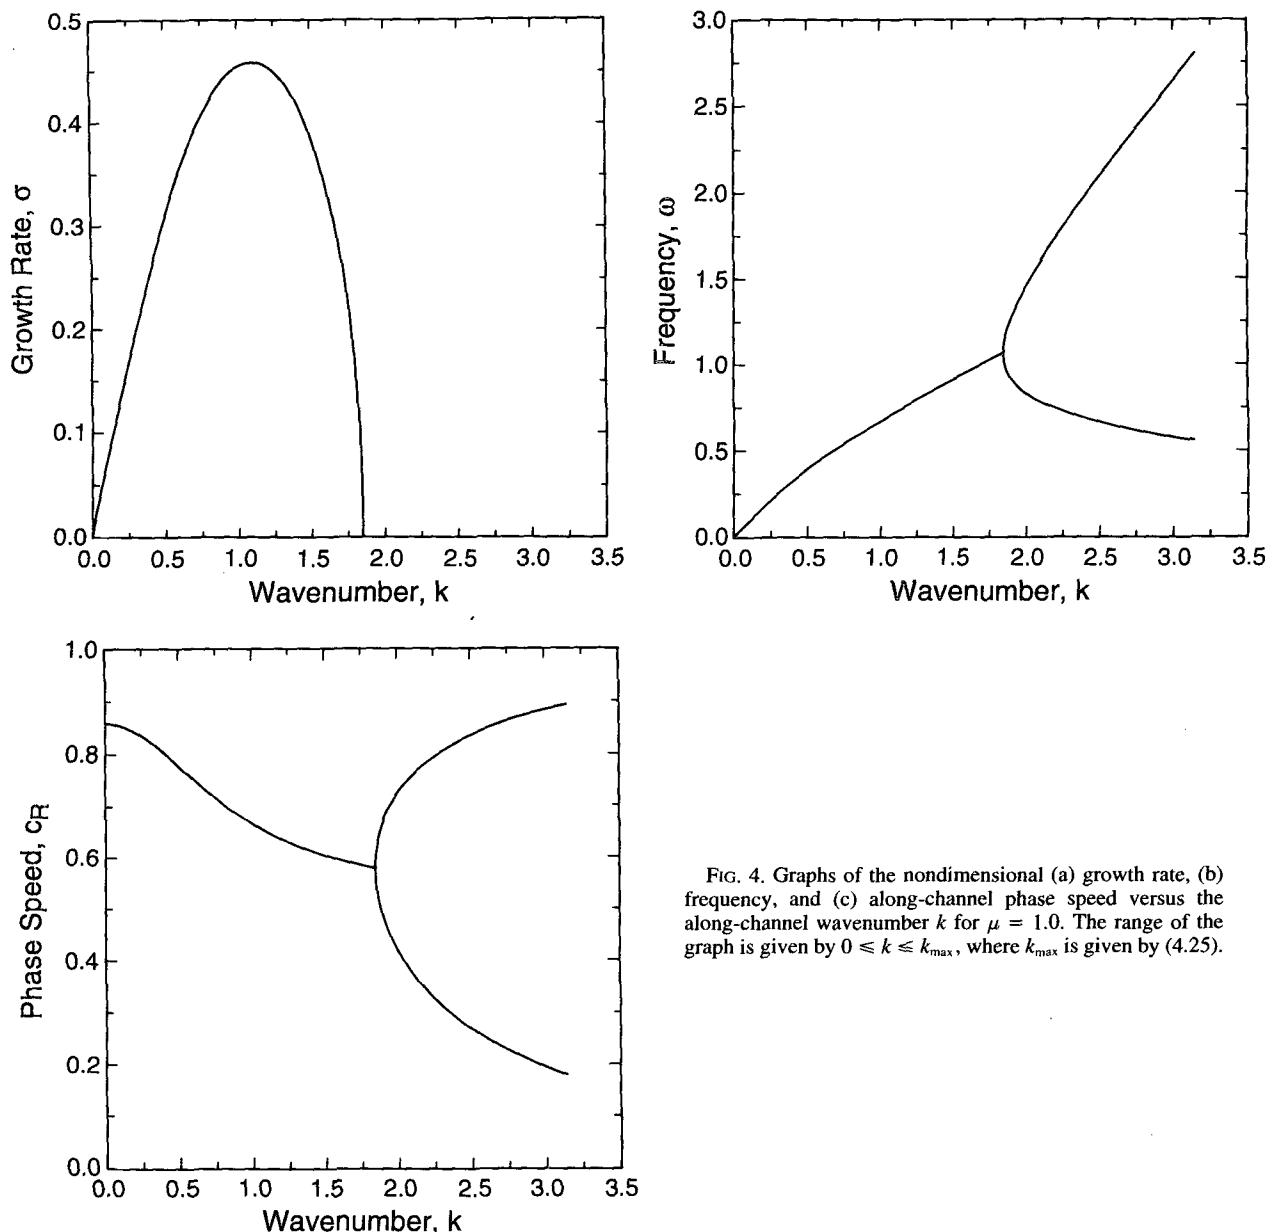 0.5
0.4
0.3
0.2
0.1
0.0
Growth Rate, σ
0.0 0.5 1.0 1.5 2.0 2.5 3.0 3.5
Wavenumber, k
3.0
2.5
2.0
1.5
1.0
0.5
0.0
Frequency, ω
0.0 0.5 1.0 1.5 2.0 2.5 3.0 3.5
Wavenumber, k
1.0
0.8
0.6
0.4
0.2
0.0
Phase Speed, c_R
0.0 0.5 1.0 1.5 2.0 2.5 3.0 3.5
Wavenumber, k
FIG. 4. Graphs of the nondimensional (a) growth rate, (b)
frequency, and (c) along-channel phase speed versus the
along-channel wavenumber k for μ = 1.0. The range of the
graph is given by 0 ⩽ k ⩽ k_max, where k_max is given by (4.25).